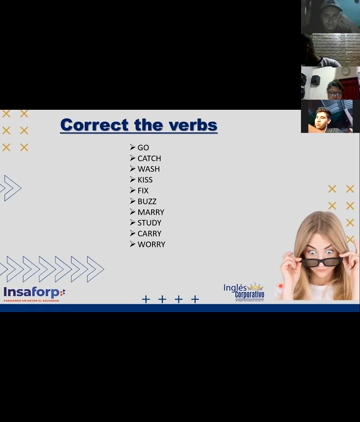 Correct the verbs
➢ GO
➢ CATCH
➢ WASH
➢ KISS
➢ FIX
➢ BUZZ
➢ MARRY
➢ STUDY
➢ CARRY
➢ WORRY
Insaforp
Inglés
corporativo